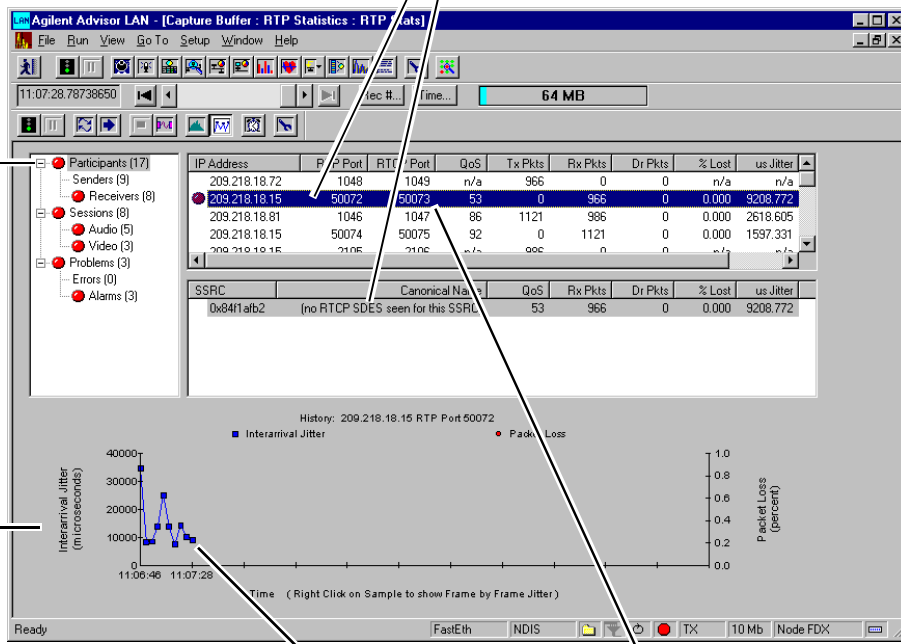 LAN Agilent Advisor LAN - [Capture Buffer : RTP Statistics : RTP Stats]
File Run View Go To Setup Window Help
11:07:28.78738650 Rec #... Time... 64 MB
Participants (17)
Senders (9)
Receivers (8)
Sessions (8)
Audio (5)
Video (3)
Problems (3)
Errors (0)
Alarms (3)
IP Address Port RTCP Port QoS Tx Pkts Rx Pkts Dr Pkts % Lost us Jitter
209.218.18.72 1048 1049 n/a 966 0 0 n/a n/a
209.218.18.15 50072 50073 53 0 966 0 0.000 9208.772
209.218.18.81 1046 1047 86 1121 986 0 0.000 2618.605
209.218.18.15 50074 50075 92 0 1121 0 0.000 1597.331
209.218.18.15 2105 2106 n/a 986 0 0 n/a n/a
SSRC Canonical Name QoS Rx Pkts Dr Pkts % Lost us Jitter
0x84f1afb2 (no RTCP SDES seen for this SSRC) 53 966 0 0.000 9208.772
History: 209.218.18.15 RTP Port 50072
Interarrival Jitter Packet Loss
Interarrival Jitter
(microseconds)
40000
30000
20000
10000
0
1.0
0.8
0.6
0.4
0.2
0.0
Packet Loss
(percent)
11:06:46 11:07:28
Time (Right Click on Sample to show Frame by Frame Jitter)
Ready FastEth NDIS TX 10 Mb Node FDX